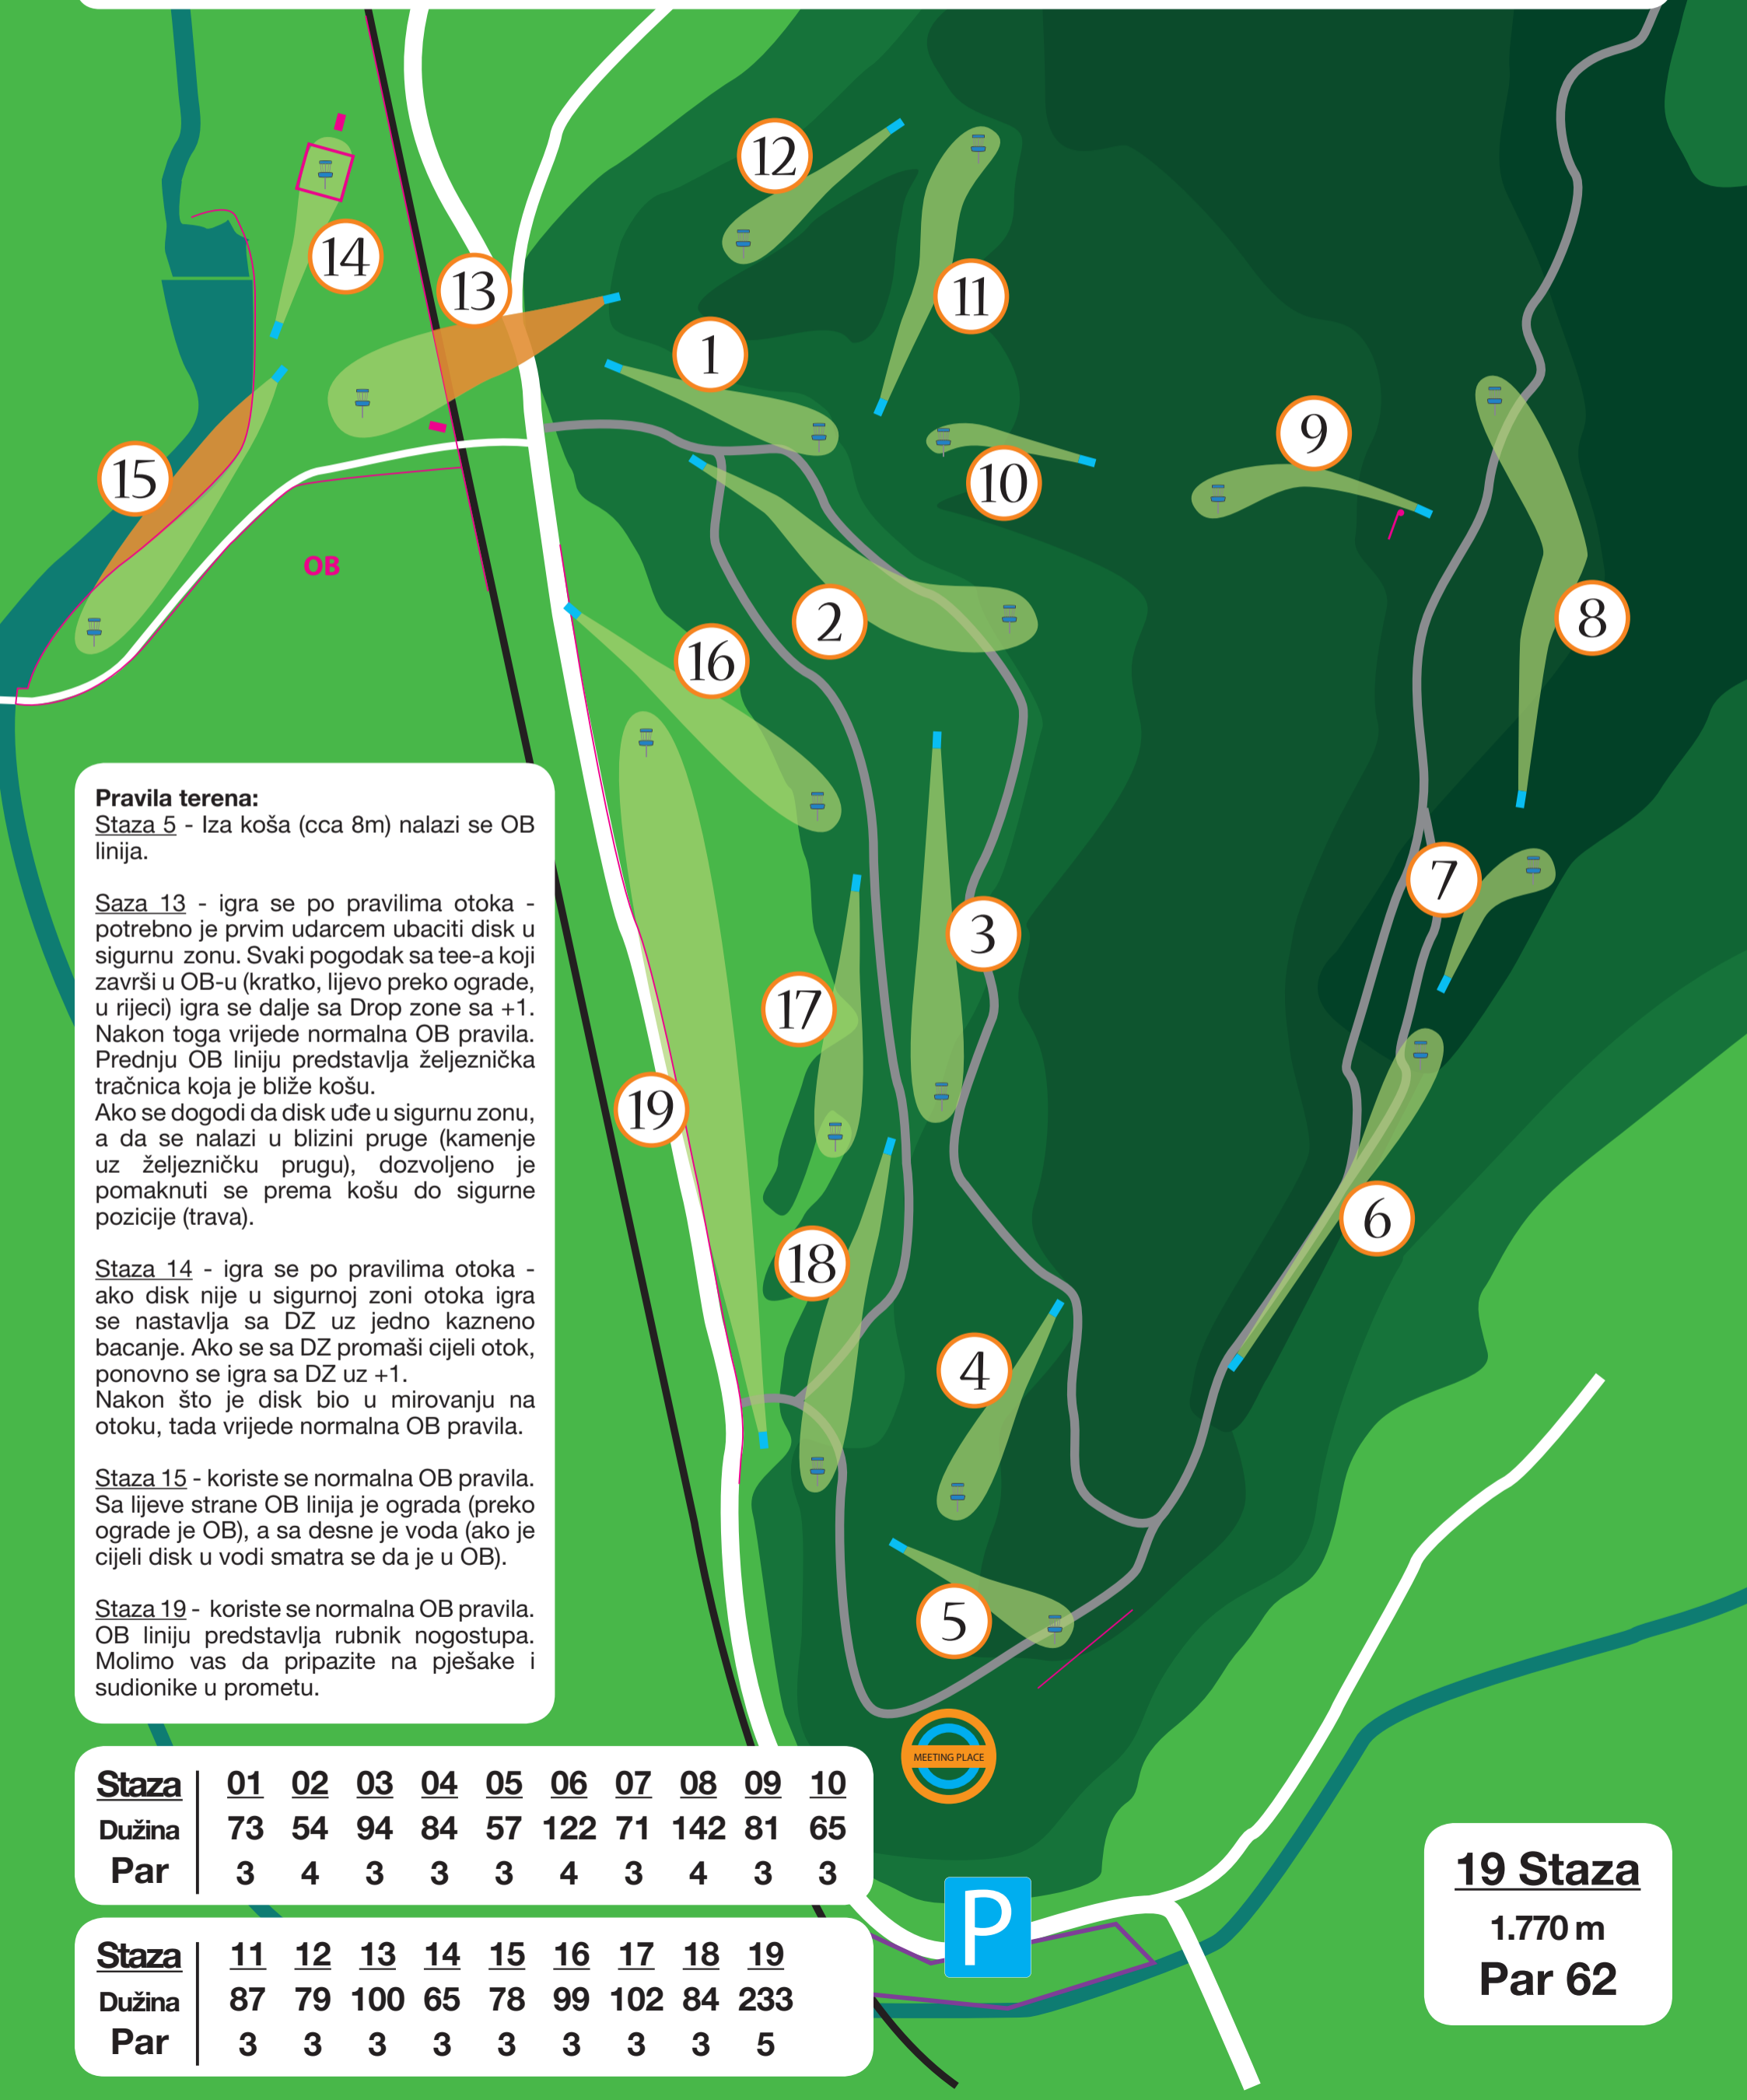 12
14
13
11
1
9
15
10
OB
2
8
16
7
3
17
19
6
18
4
5
Pravila terena:
Staza 5 - Iza koša (cca 8m) nalazi se OB
linija.
Saza 13 - igra se po pravilima otoka -
potrebno je prvim udarcem ubaciti disk u
sigurnu zonu. Svaki pogodak sa tee-a koji
završi u OB-u (kratko, lijevo preko ograde,
u rijeci) igra se dalje sa Drop zone sa +1.
Nakon toga vrijede normalna OB pravila.
Prednju OB liniju predstavlja željeznička
tračnica koja je bliže košu.
Ako se dogodi da disk uđe u sigurnu zonu,
a da se nalazi u blizini pruge (kamenje
uz željezničku prugu), dozvoljeno je
pomaknuti se prema košu do sigurne
pozicije (trava).
Staza 14 - igra se po pravilima otoka -
ako disk nije u sigurnoj zoni otoka igra
se nastavlja sa DZ uz jedno kazneno
bacanje. Ako se sa DZ promaši cijeli otok,
ponovno se igra sa DZ uz +1.
Nakon što je disk bio u mirovanju na
otoku, tada vrijede normalna OB pravila.
Staza 15 - koriste se normalna OB pravila.
Sa lijeve strane OB linija je ograda (preko
ograde je OB), a sa desne je voda (ako je
cijeli disk u vodi smatra se da je u OB).
Staza 19 - koriste se normalna OB pravila.
OB liniju predstavlja rubnik nogostupa.
Molimo vas da pripazite na pješake i
sudionike u prometu.
MEETING PLACE
Staza 01 02 03 04 05 06 07 08 09 10
Dužina 73 54 94 84 57 122 71 142 81 65
Par 3 4 3 3 3 4 3 4 3 3
P
Staza 11 12 13 14 15 16 17 18 19
Dužina 87 79 100 65 78 99 102 84 233
Par 3 3 3 3 3 3 3 3 5
19 Staza
1.770 m
Par 62